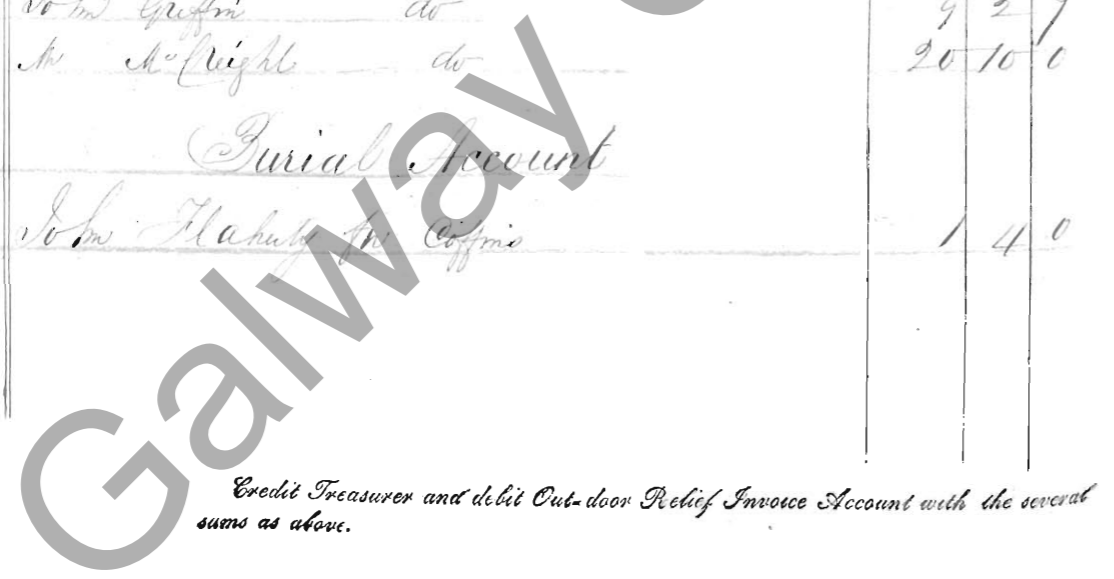 John Griffin do 9 2 7
M McCreight do 20 10 0
Burial Account
John Flaherty for Coffins 1 4 0
Credit Treasurer and debit Out-door Relief Invoice Account with the several
sums as above.
Galway